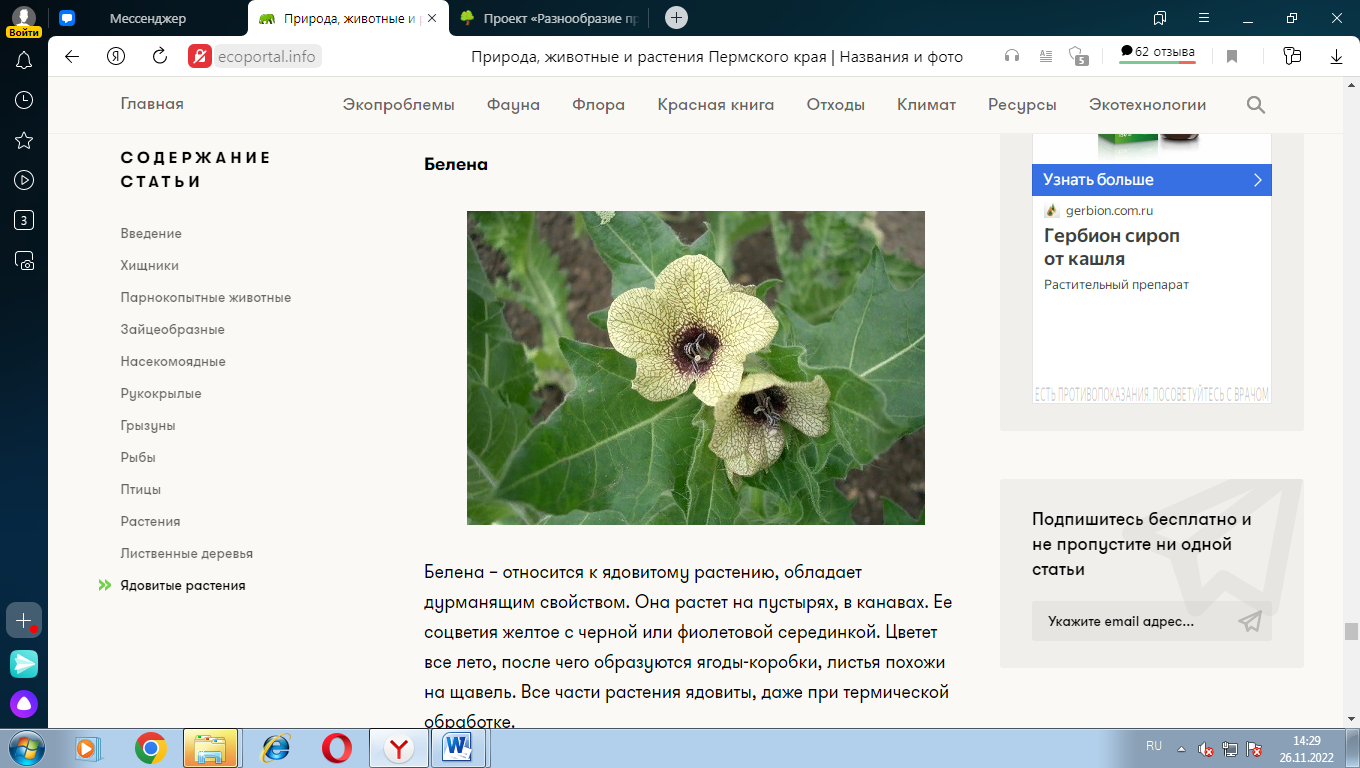 Мессенджер
Природа, животные и р
Проект «Разнообразие пр
Войти
ecoportal.info
Природа, животные и растения Пермского края | Названия и фото
5
62 отзыва
3
Главная
Экопроблемы
Фауна
Флора
Красная книга
Отходы
Климат
Ресурсы
Экотехнологии
СОДЕРЖАНИЕ
СТАТЬИ
Введение
Хищники
Парнокопытные животные
Зайцеобразные
Насекомоядные
Рукокрылые
Грызуны
Рыбы
Птицы
Растения
Лиственные деревья
Ядовитые растения
Белена
Белена – относится к ядовитому растению, обладает
дурманящим свойством. Она растет на пустырях, в канавах. Ее
соцветия желтое с черной или фиолетовой серединкой. Цветет
все лето, после чего образуются ягоды-коробки, листья похожи
на щавель. Все части растения ядовиты, даже при термической
обработке.
Узнать больше
gerbion.com.ru
Гербион сироп
от кашля
Растительный препарат
ЕСТЬ ПРОТИВОПОКАЗАНИЯ. ПОСОВЕТУЙТЕСЬ С ВРАЧОМ
Подпишитесь бесплатно и
не пропустите ни одной
статьи
Укажите email адрес...
RU
14:29
26.11.2022